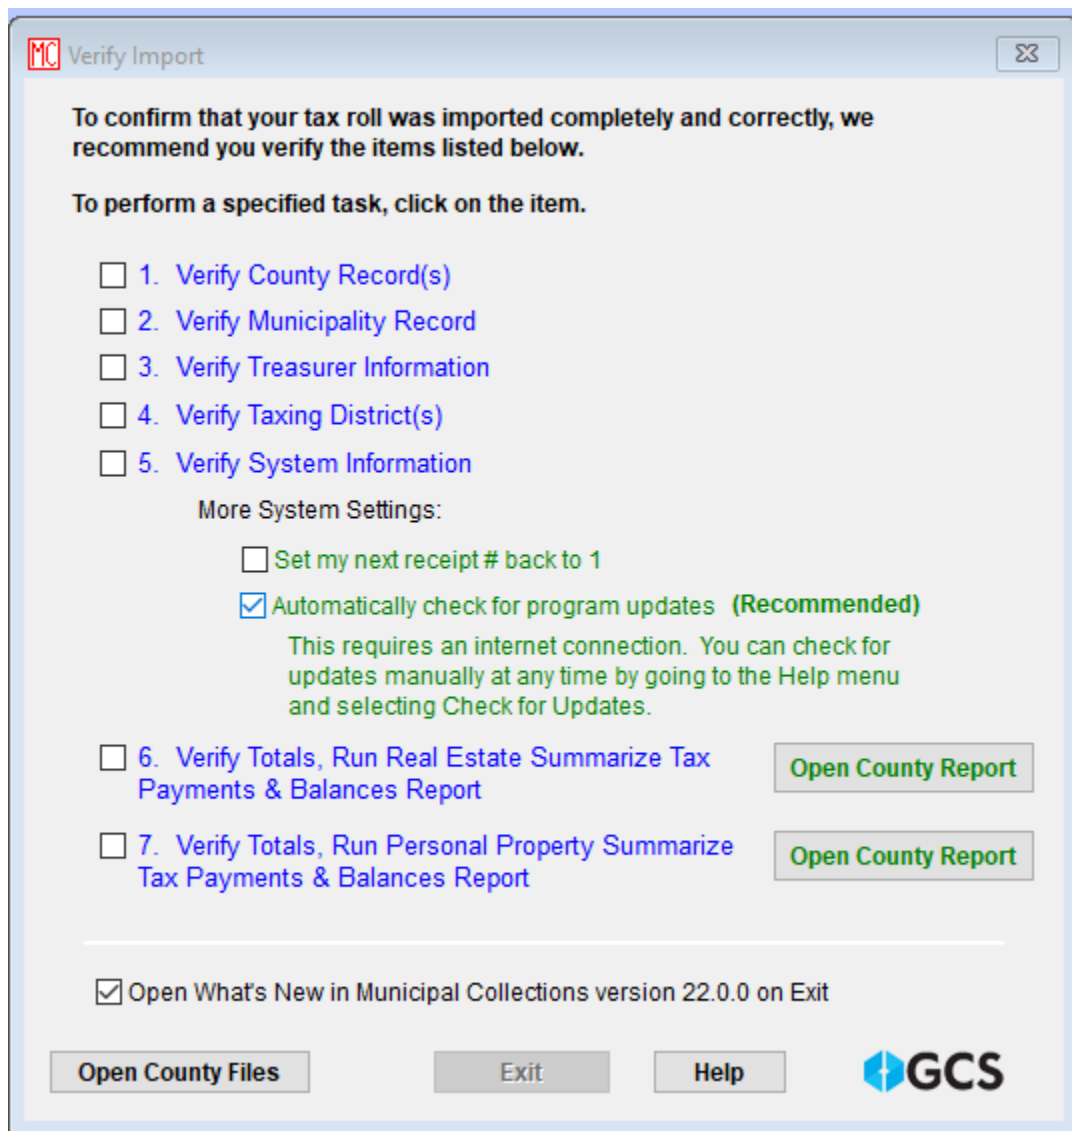 MC Verify Import
To confirm that your tax roll was imported completely and correctly, we
recommend you verify the items listed below.
To perform a specified task, click on the item.
1. Verify County Record(s)
2. Verify Municipality Record
3. Verify Treasurer Information
4. Verify Taxing District(s)
5. Verify System Information
More System Settings:
Set my next receipt # back to 1
Automatically check for program updates (Recommended)
This requires an internet connection. You can check for
updates manually at any time by going to the Help menu
and selecting Check for Updates.
6. Verify Totals, Run Real Estate Summarize Tax
Payments & Balances Report
Open County Report
7. Verify Totals, Run Personal Property Summarize
Tax Payments & Balances Report
Open County Report
Open What's New in Municipal Collections version 22.0.0 on Exit
Open County Files Exit Help GCS